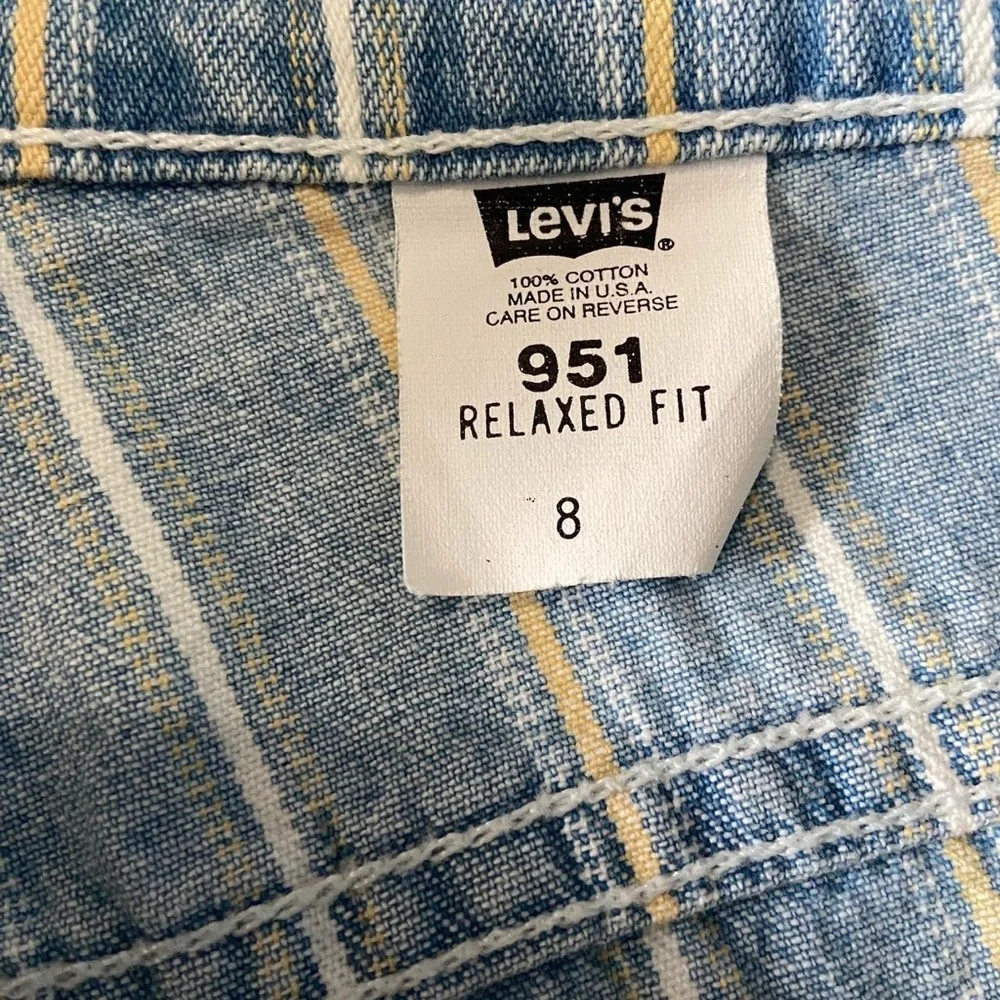 LEVI'S ®
100% COTTON
MADE IN U.S.A.
CARE ON REVERSE
951
RELAXED FIT
8